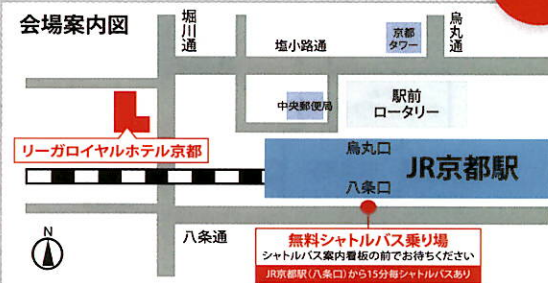 会場案内図
堀川通
塩小路通
京都
タワー
烏丸通
中央郵便局
駅前
ロータリー
リーガロイヤルホテル京都
烏丸口
JR京都駅
八条口
八条通
N
無料シャトルバス乗り場
シャトルバス案内看板の前でお待ちください
JR京都駅(八条口)から15分毎シャトルバスあり